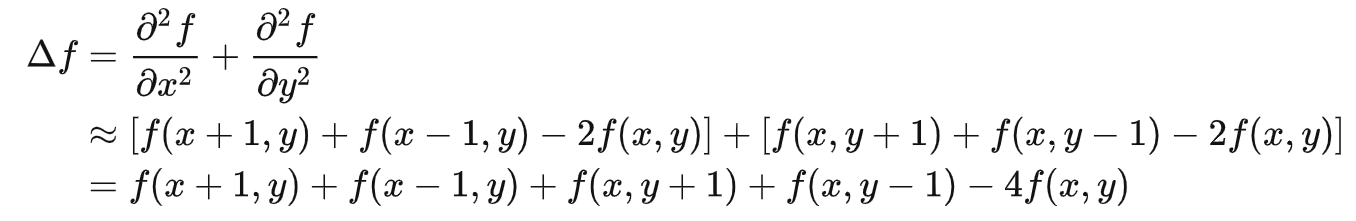 Δf = ∂²f/∂x² + ∂²f/∂y²
≈ [f(x + 1, y) + f(x − 1, y) − 2f(x, y)] + [f(x, y + 1) + f(x, y − 1) − 2f(x, y)]
= f(x + 1, y) + f(x − 1, y) + f(x, y + 1) + f(x, y − 1) − 4f(x, y)